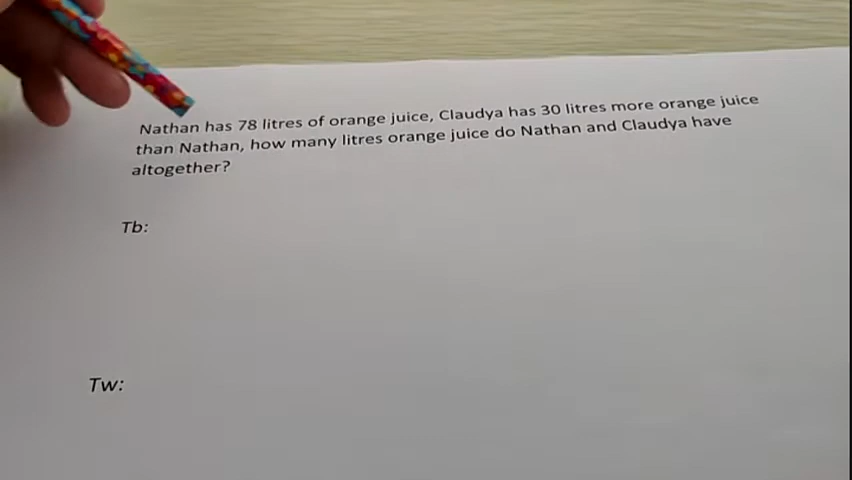 Nathan has 78 litres of orange juice, Claudya has 30 litres more orange juice
than Nathan, how many litres orange juice do Nathan and Claudya have
altogether?
Tb:
Tw: